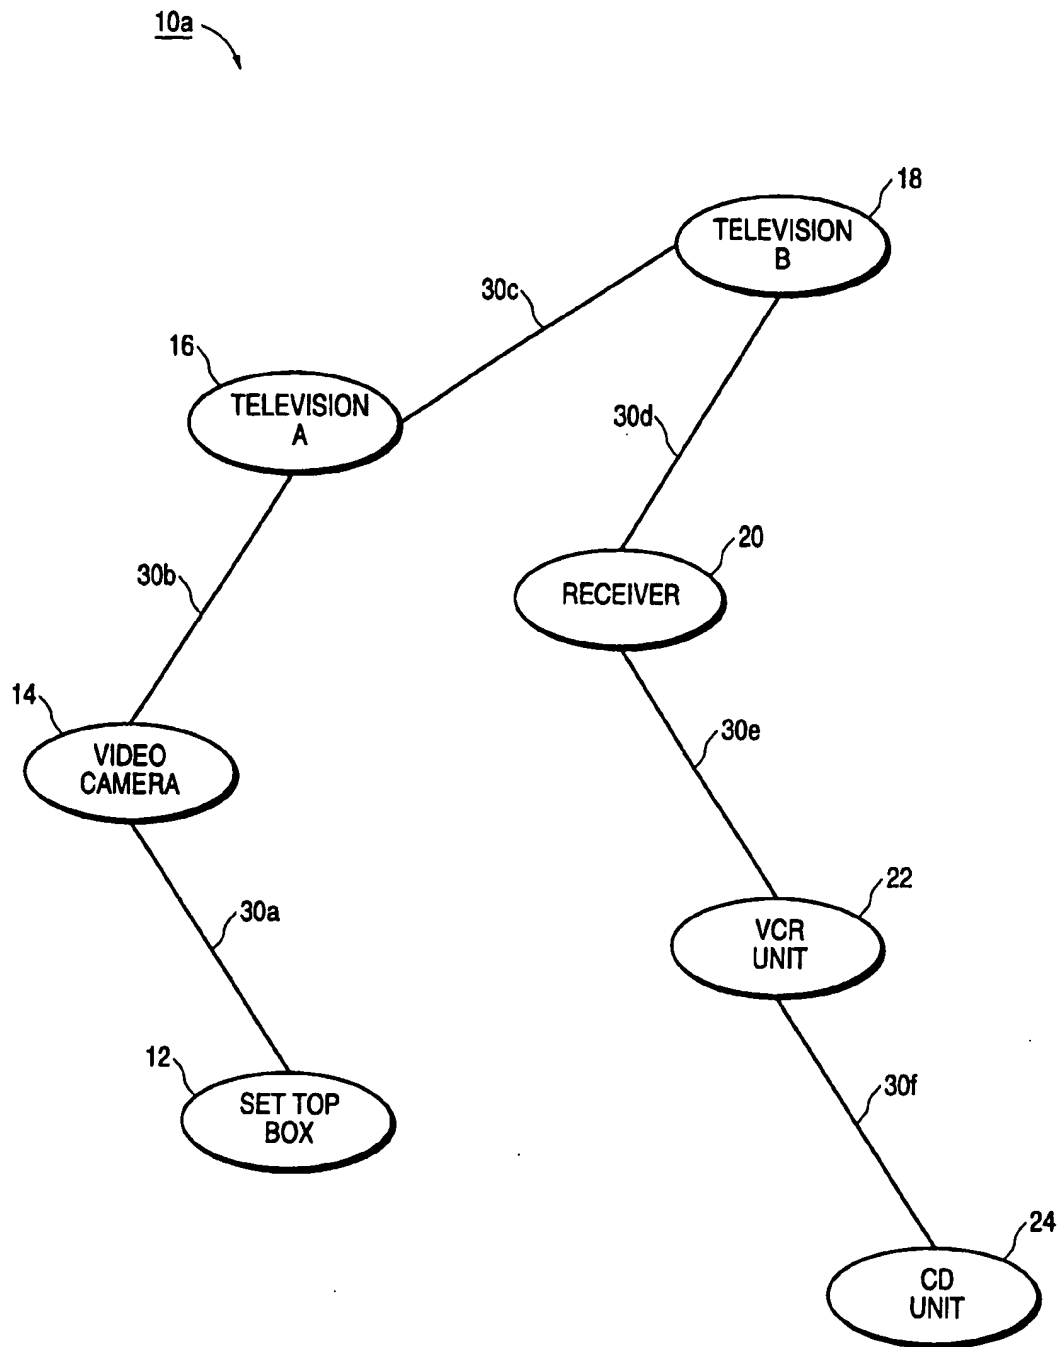 10a
18
TELEVISION
B
30c
16
TELEVISION
A
30d
20
RECEIVER
30b
14
VIDEO
CAMERA
30e
22
VCR
UNIT
30a
12
SET TOP
BOX
30f
24
CD
UNIT